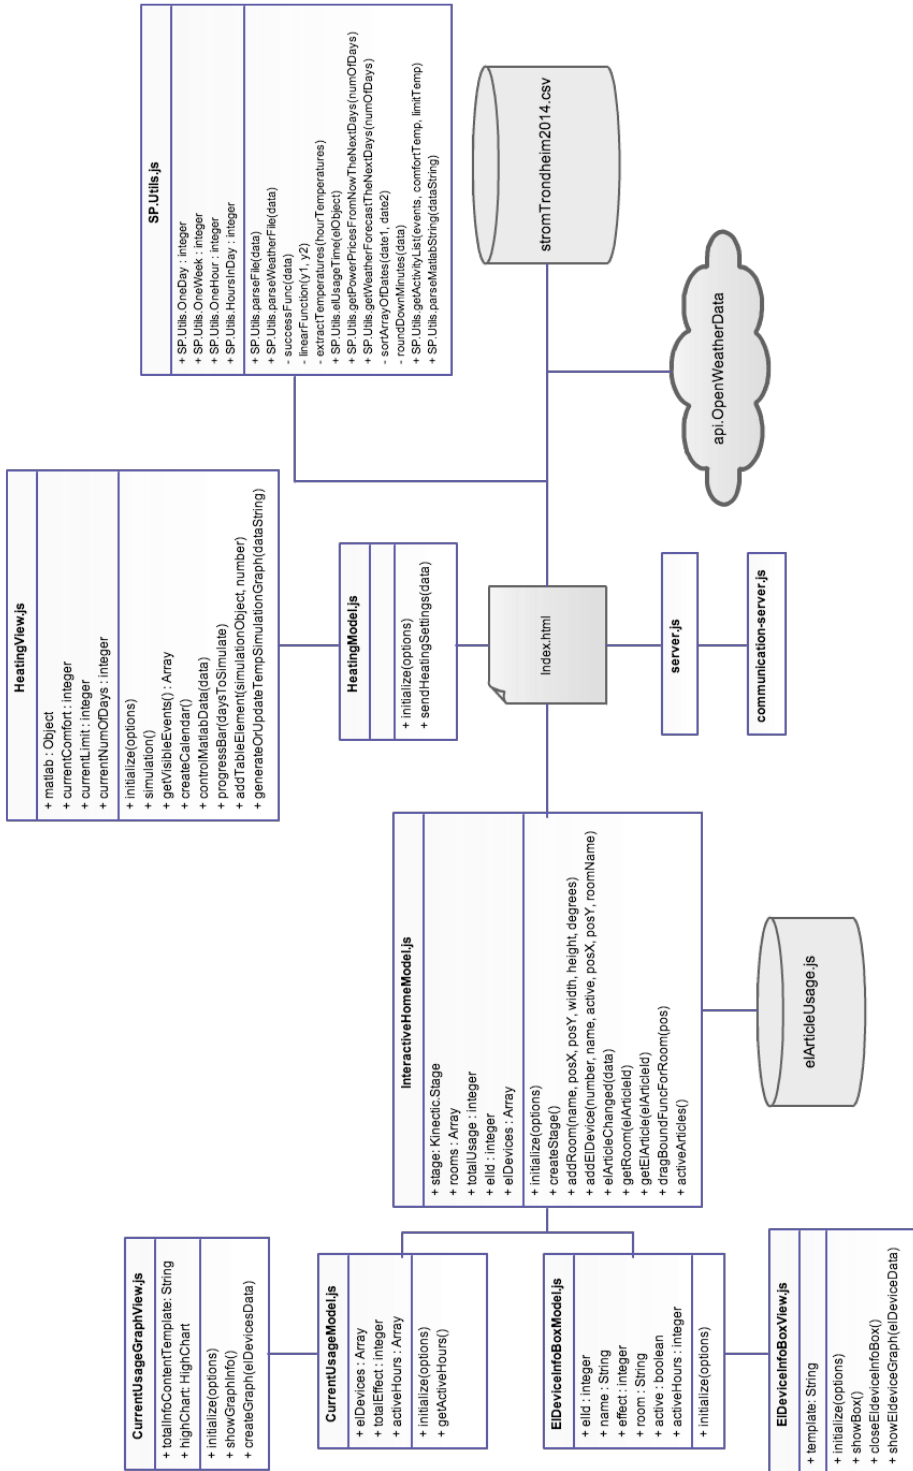 CurrentUsageGraphView.js
+ totalInfoContentTemplate: String
+ highChart: HighChart
+ initialize(options)
+ showGraphInfo()
+ createGraph(elDevicesData)
CurrentUsageModel.js
+ elDevices : Array
+ totalEffect : integer
+ activeHours : Array
+ initialize(options)
+ getActiveHours()
ElDeviceInfoBoxModel.js
+ elId : integer
+ name : String
+ effect : integer
+ room : String
+ active : boolean
+ activeHours : integer
+ initialize(options)
ElDeviceInfoBoxView.js
+ template: String
+ initialize(options)
+ showBox()
+ closeEldeviceInfoBox()
+ showEldeviceGraph(elDeviceData)
InteractiveHomeModel.js
+ stage: Kinectic.Stage
+ rooms : Array
+ totalUsage : integer
+ elId : integer
+ elDevices : Array
+ initialize(options)
+ createStage()
+ addRoom(name, posX, posY, width, height, degrees)
+ addElDevice(number, name, active, posX, posY, roomName)
+ elArticleChanged(data)
+ getRoom(elArticleId)
+ getElArticle(elArticleId)
+ dragBoundFuncForRoom(pos)
+ activeArticles()
elArticleUsage.js
HeatingView.js
+ matlab : Object
+ currentComfort : integer
+ currentLimit : integer
+ currentNumOfDays : integer
+ initialize(options)
+ simulation()
+ getVisibleEvents() : Array
+ createCalendar()
+ controlMatlabData(data)
+ progressBar(daysToSimulate)
+ addTableElement(simulationObject, number)
+ generateOrUpdateTempSimulationGraph(dataString)
HeatingModel.js
+ initialize(options)
+ sendHeatingSettings(data)
Index.html
server.js
communication-server.js
SP.Utils.js
+ SP.Utils.OneDay : integer
+ SP.Utils.OneWeek : integer
+ SP.Utils.OneHour : integer
+ SP.Utils.HoursInDay : integer
+ SP.Utils.parseFile(data)
+ SP.Utils.parseWeatherFile(data)
- successFunc(data)
- linearFunction(y1, y2)
- extractTemperatures(hourTemperatures)
+ SP.Utils.elUsageTime(elObject)
+ SP.Utils.getPowerPricesFromNowTheNextDays(numOfDays)
+ SP.Utils.getWeatherForecastTheNextDays(numOfDays)
- sortArrayOfDates(date1, date2)
- roundDownMinutes(data)
+ SP.Utils.getActivityList(events, comfortTemp, limitTemp)
+ SP.Utils.parseMatlabString(dataString)
stromTrondheim2014.csv
api.OpenWeatherData